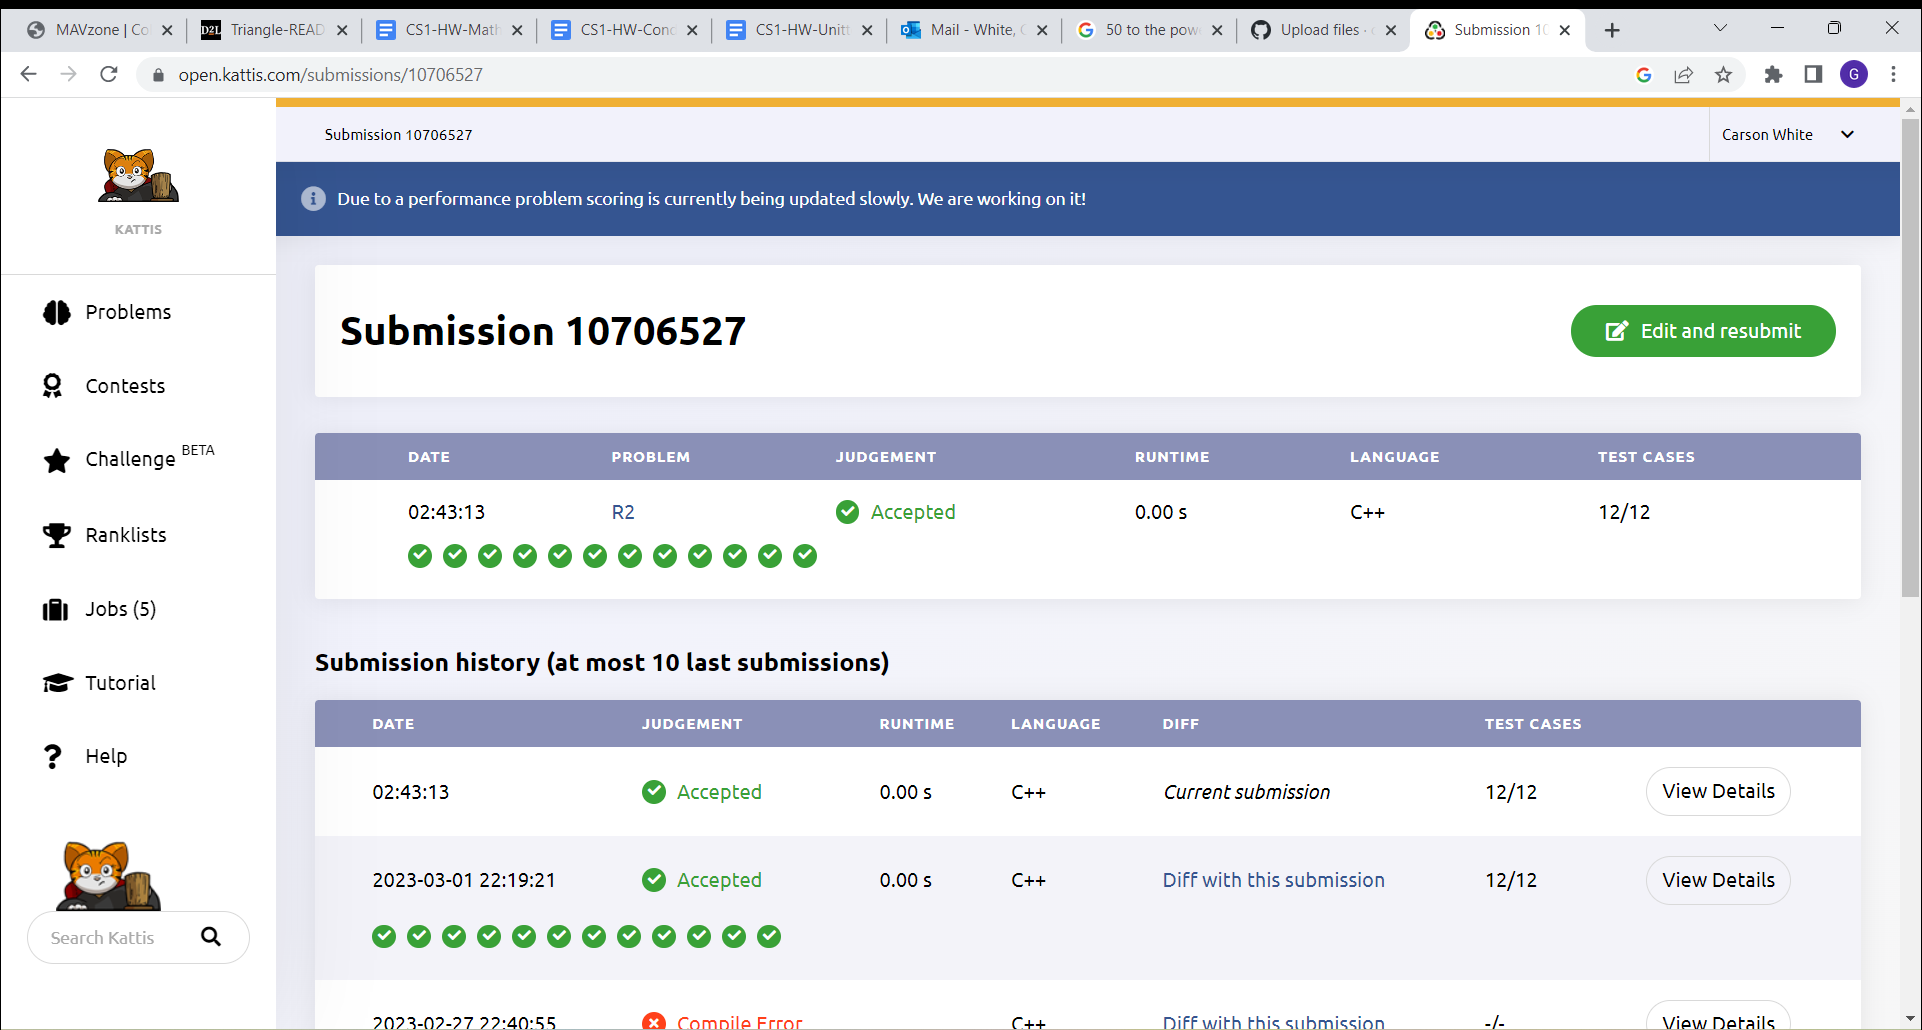 MAVzone | Co
D2L Triangle-READ
CS1-HW-Math
CS1-HW-Conc
CS1-HW-Unitt
Mail - White, C
50 to the pow
Upload files · c
Submission 10
open.kattis.com/submissions/10706527
G
Submission 10706527
Carson White
KATTIS
Due to a performance problem scoring is currently being updated slowly. We are working on it!
Problems
Contests
Challenge BETA
Ranklists
Jobs (5)
Tutorial
Help
Search Kattis
Submission 10706527
Edit and resubmit
DATE PROBLEM JUDGEMENT RUNTIME LANGUAGE TEST CASES
02:43:13 R2 Accepted 0.00 s C++ 12/12
Submission history (at most 10 last submissions)
DATE JUDGEMENT RUNTIME LANGUAGE DIFF TEST CASES
02:43:13 Accepted 0.00 s C++ Current submission 12/12 View Details
2023-03-01 22:19:21 Accepted 0.00 s C++ Diff with this submission 12/12 View Details
2023-02-27 22:40:55 Compile Error C++ Diff with this submission -/- View Details